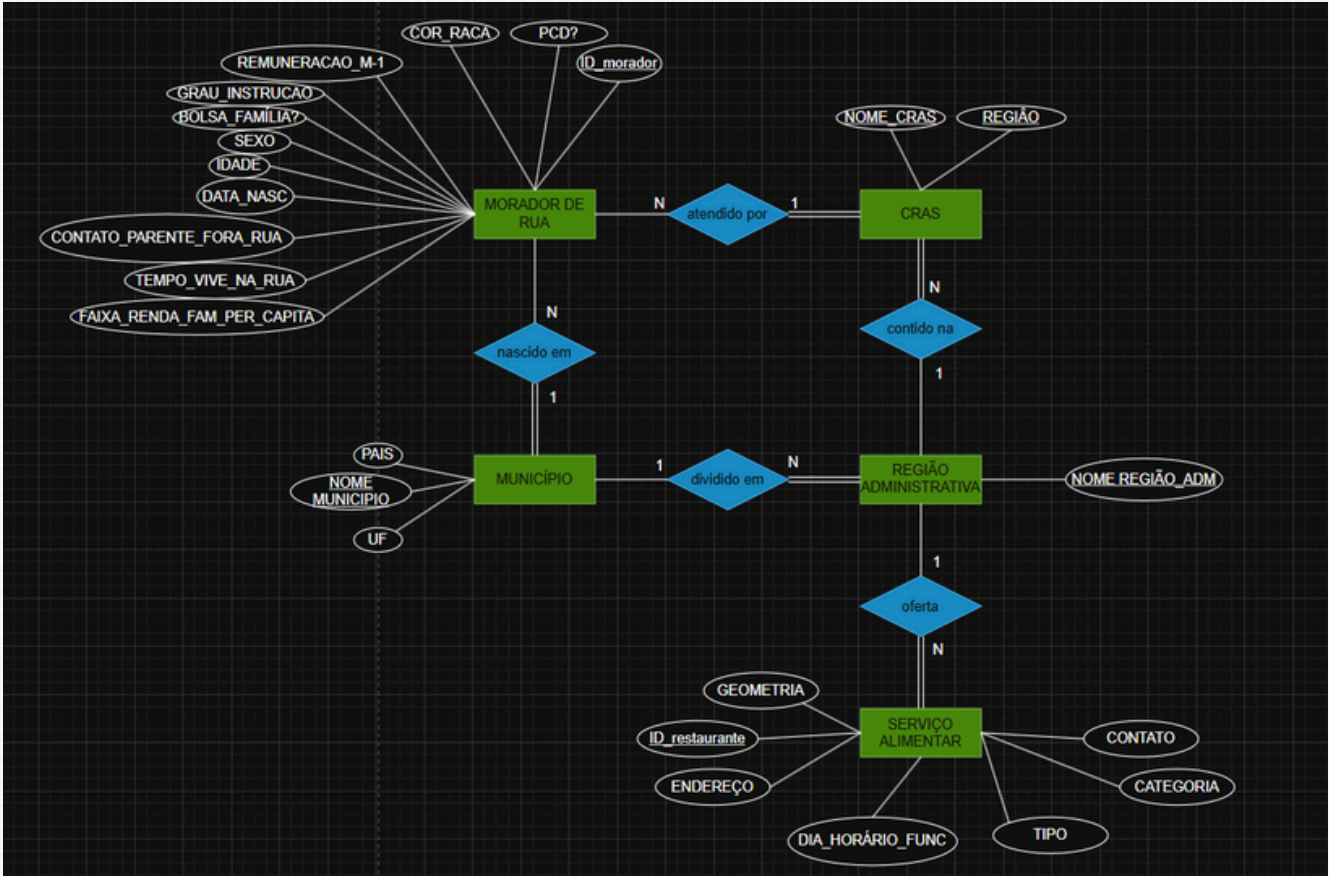 COR_RACA
PCD?
REMUNERACAO_M-1
ID_morador
GRAU_INSTRUCAO
BOLSA_FAMÍLIA?
SEXO
IDADE
DATA_NASC
CONTATO_PARENTE_FORA_RUA
TEMPO_VIVE_NA_RUA
FAIXA_RENDA_FAM_PER_CAPITA
MORADOR DE
RUA
N
atendido por
1
NOME_CRAS
REGIÃO
CRAS
N
contido na
1
N
nascido em
1
PAIS
NOME
MUNICIPIO
UF
MUNICÍPIO
1
dividido em
N
REGIÃO
ADMINISTRATIVA
NOME REGIÃO_ADM
1
oferta
N
GEOMETRIA
ID_restaurante
ENDEREÇO
SERVIÇO
ALIMENTAR
CONTATO
CATEGORIA
DIA_HORÁRIO_FUNC
TIPO